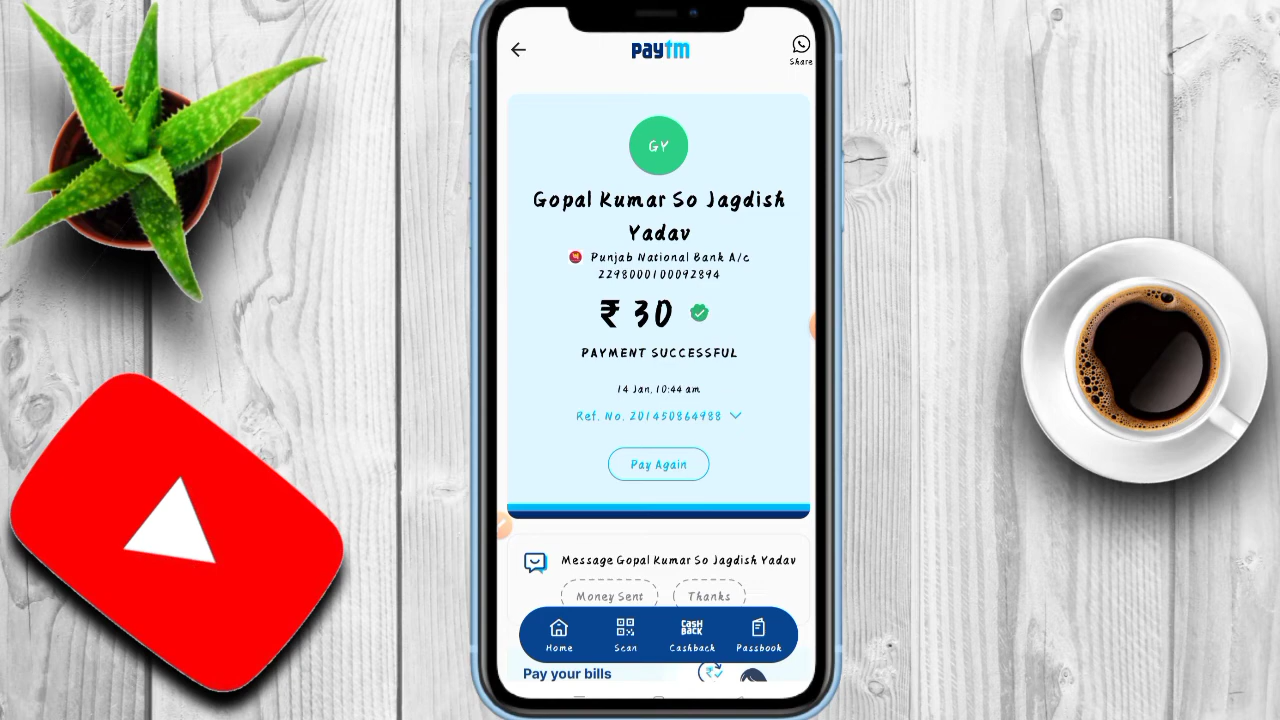 paytm
Share
GY
Gopal Kumar So Jagdish
Yadav
Punjab National Bank A/c
2298000100092894
₹ 30
PAYMENT SUCCESSFUL
14 Jan, 10:44 am
Ref. No. 201450864988
Pay Again
Message Gopal Kumar So Jagdish Yadav
Money Sent Thanks
Home Scan CASH BACK Cashback Passbook
Pay your bills